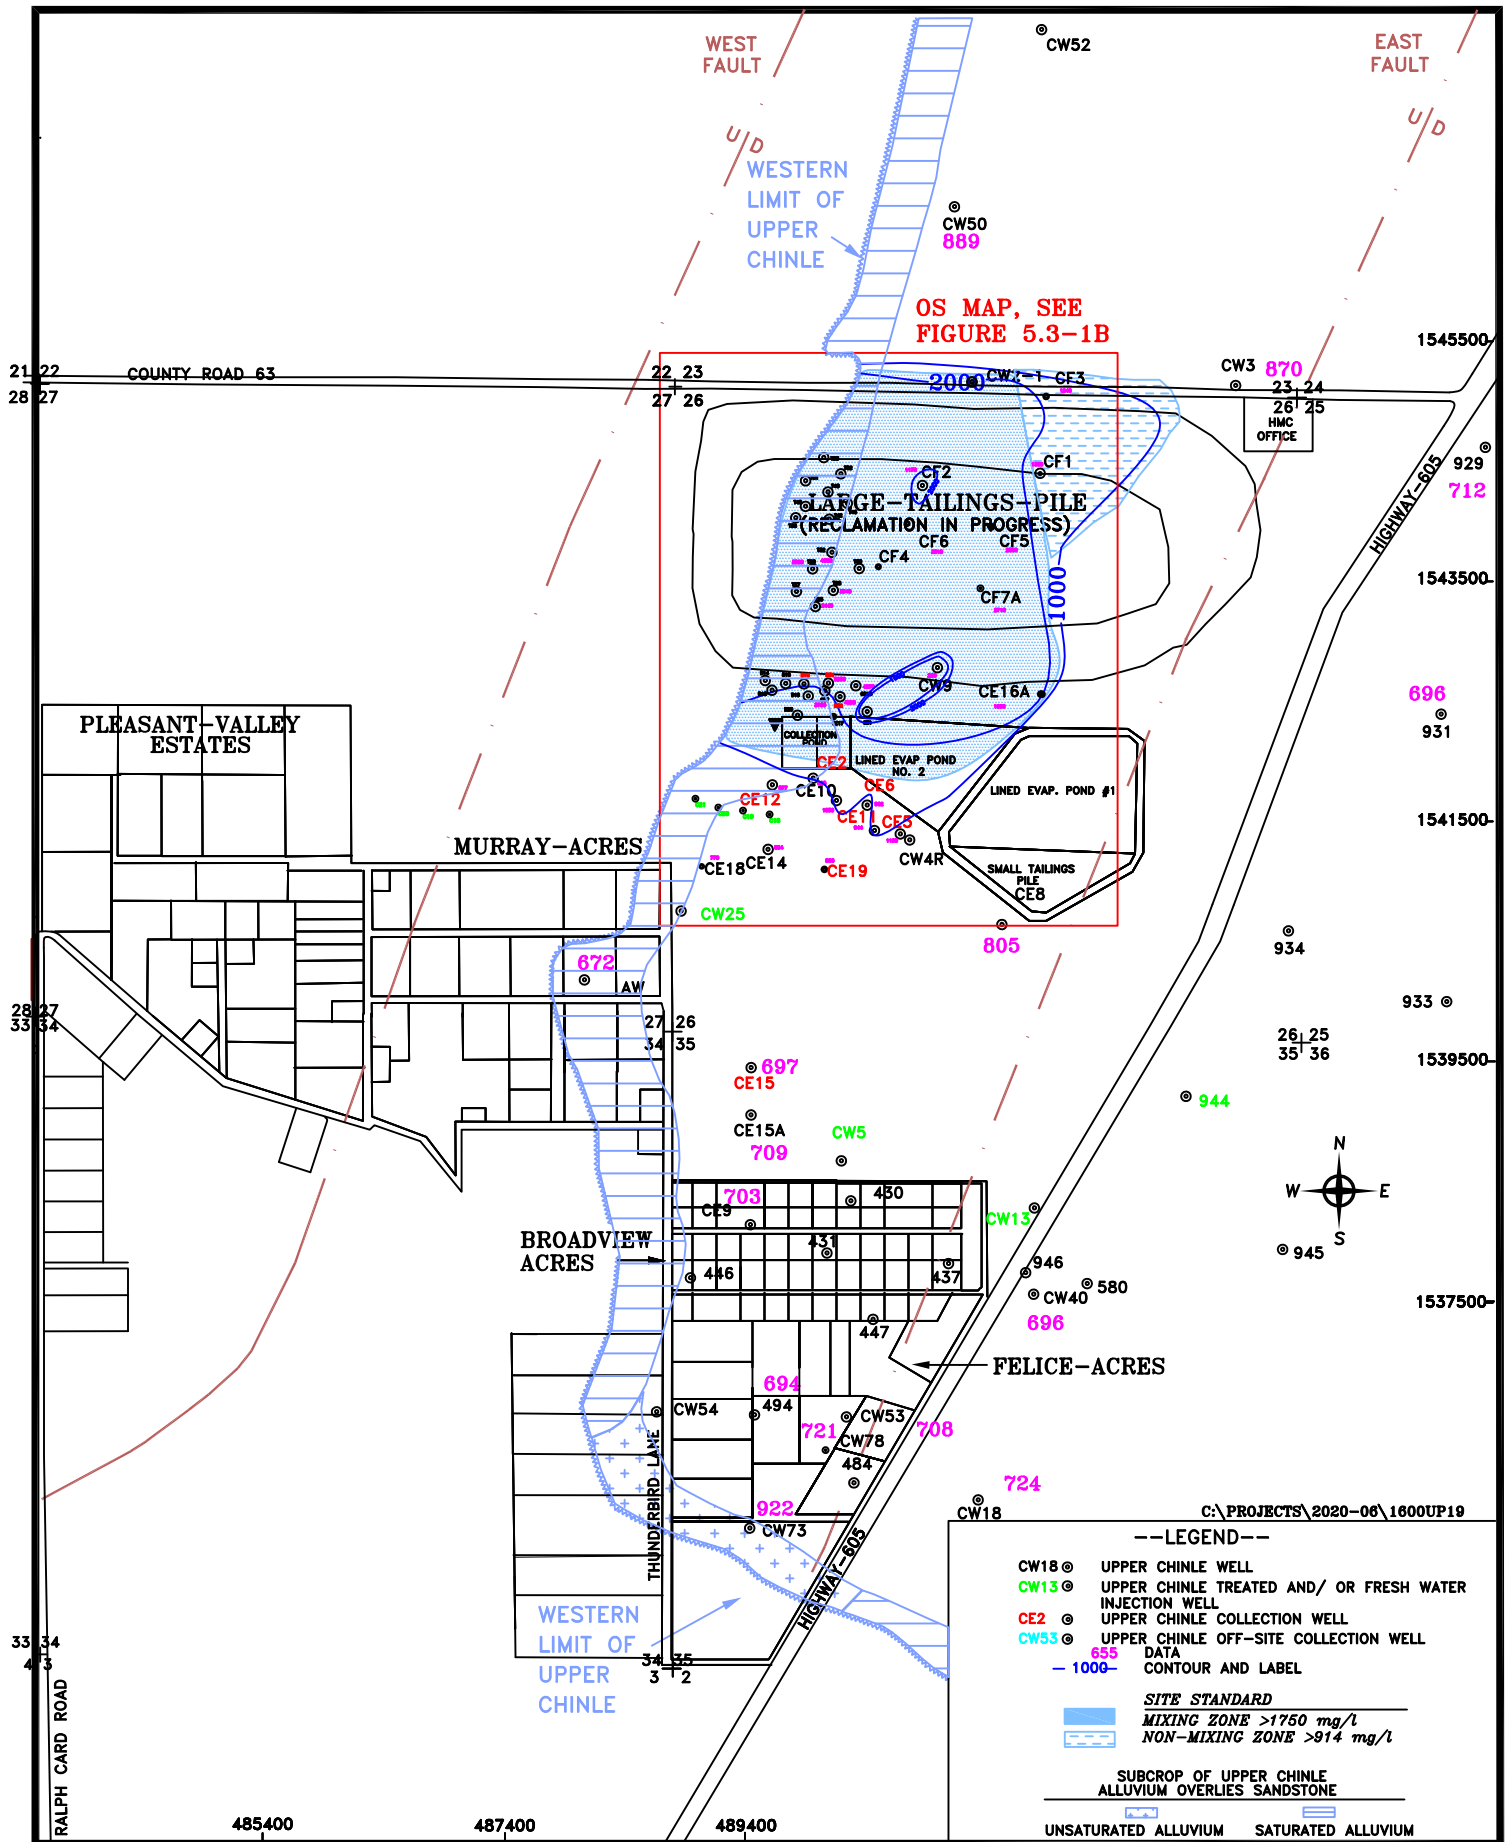 WEST
FAULT
EAST
FAULT
CW52
U/D
U/D
WESTERN
LIMIT OF
UPPER
CHINLE
CW50
889
OS MAP, SEE
FIGURE 5.3-1B
1545500
21 22
28 27
COUNTY ROAD 63
22 23
27 26
2000
CF3
CW3
870
23 24
26 25
HMC
OFFICE
929
712
HIGHWAY-605
CF1
CF2
LARGE-TAILINGS-PILE
(RECLAMATION IN PROGRESS)
CF6
CF5
CF4
1543500
CF7A
1000
CW9
CE16A
696
931
PLEASANT-VALLEY
ESTATES
COLLECTION
POND
LINED EVAP POND
NO. 2
CE2
CE10
CE6
CE12
CE11
CE5
LINED EVAP. POND #1
1541500
MURRAY-ACRES
CW4R
CE14
CE18
CE19
SMALL TAILINGS
PILE
CE8
CW25
805
934
672
AW
933
28 27
33 34
27 26
34 35
26 25
35 36
1539500
697
CE15
944
CE15A
709
CW5
N
W E
S
703
CE9
430
CW13
BROADVIEW
ACRES
431
446
437
946
945
580
CW40
696
1537500
447
FELICE-ACRES
694
494
CW54
CW53
721
708
CW78
484
724
CW18
THUNDERBIRD LANE
922
CW73
HIGHWAY-605
WESTERN
LIMIT OF
UPPER
CHINLE
33 34
4 3
34 35
3 2
RALPH CARD ROAD
485400
487400
489400
C:\PROJECTS\2020-06\1600UP19
--LEGEND--
CW18 UPPER CHINLE WELL
CW13 UPPER CHINLE TREATED AND/ OR FRESH WATER
INJECTION WELL
CE2 UPPER CHINLE COLLECTION WELL
CW53 UPPER CHINLE OFF-SITE COLLECTION WELL
655 DATA
1000 CONTOUR AND LABEL
SITE STANDARD
MIXING ZONE >1750 mg/l
NON-MIXING ZONE >914 mg/l
SUBCROP OF UPPER CHINLE
ALLUVIUM OVERLIES SANDSTONE
UNSATURATED ALLUVIUM SATURATED ALLUVIUM